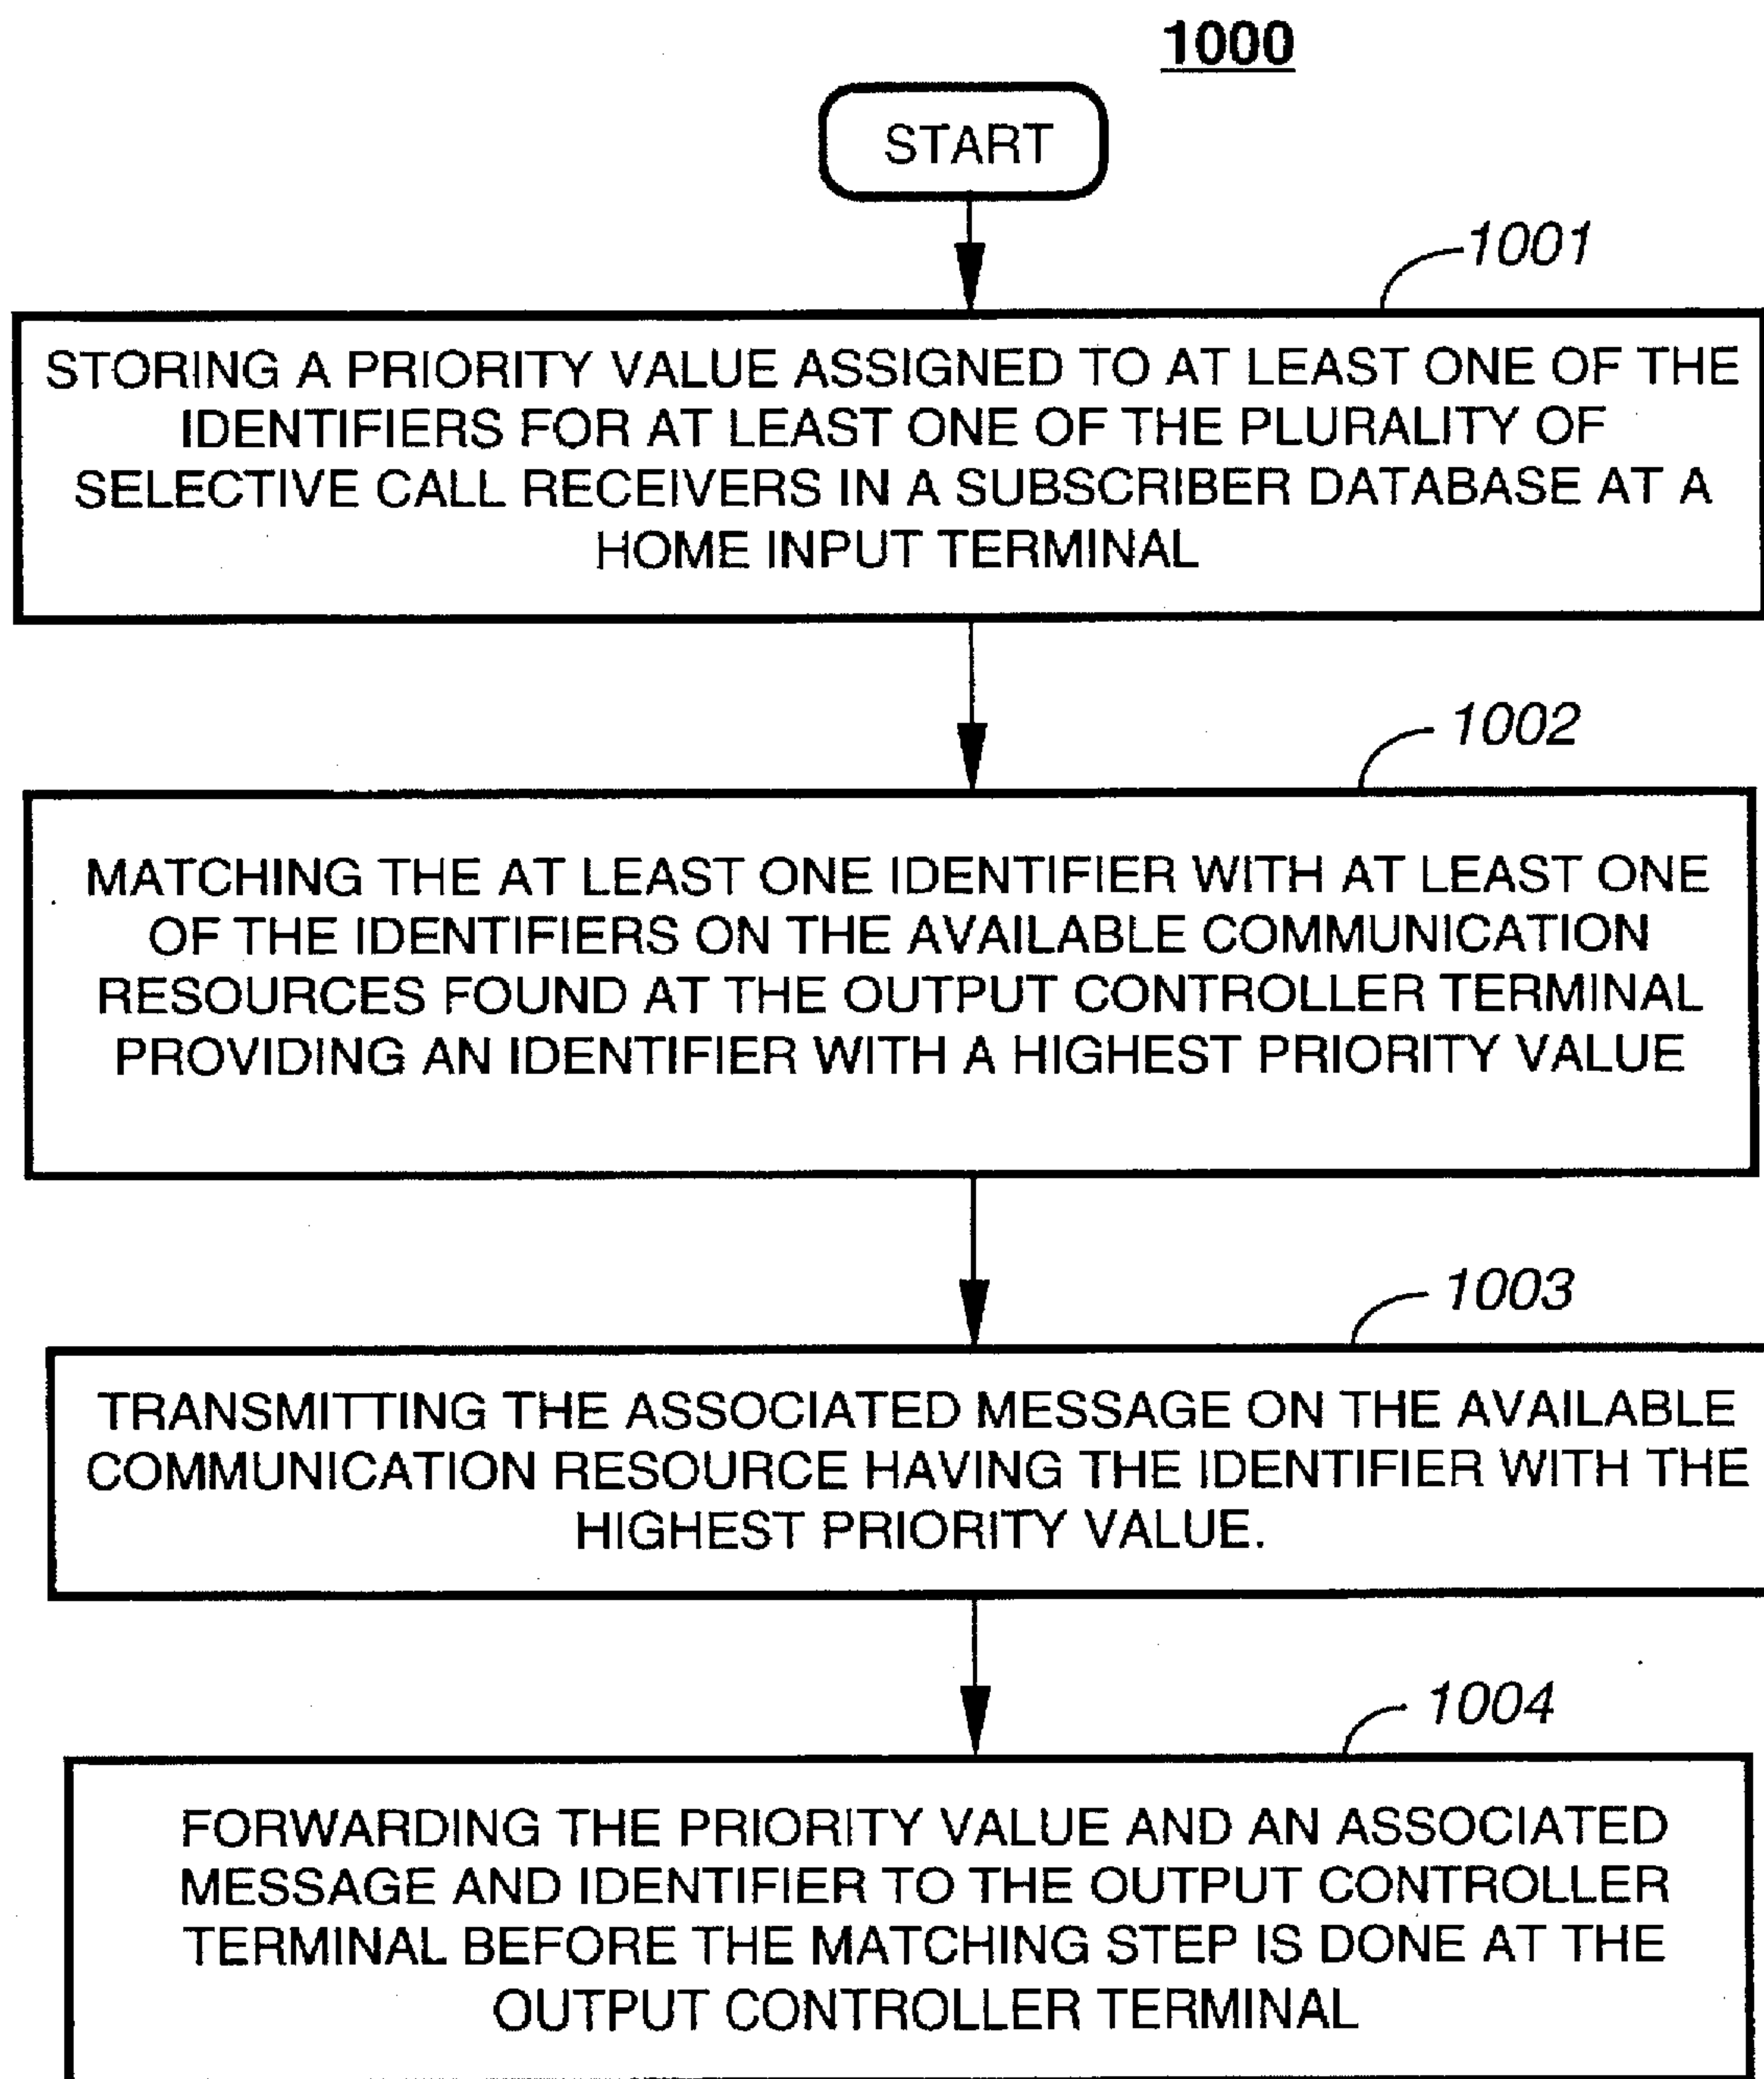 1000
START
1001
STORING A PRIORITY VALUE ASSIGNED TO AT LEAST ONE OF THE
IDENTIFIERS FOR AT LEAST ONE OF THE PLURALITY OF
SELECTIVE CALL RECEIVERS IN A SUBSCRIBER DATABASE AT A
HOME INPUT TERMINAL
1002
MATCHING THE AT LEAST ONE IDENTIFIER WITH AT LEAST ONE
OF THE IDENTIFIERS ON THE AVAILABLE COMMUNICATION
RESOURCES FOUND AT THE OUTPUT CONTROLLER TERMINAL
PROVIDING AN IDENTIFIER WITH A HIGHEST PRIORITY VALUE
1003
TRANSMITTING THE ASSOCIATED MESSAGE ON THE AVAILABLE
COMMUNICATION RESOURCE HAVING THE IDENTIFIER WITH THE
HIGHEST PRIORITY VALUE.
1004
FORWARDING THE PRIORITY VALUE AND AN ASSOCIATED
MESSAGE AND IDENTIFIER TO THE OUTPUT CONTROLLER
TERMINAL BEFORE THE MATCHING STEP IS DONE AT THE
OUTPUT CONTROLLER TERMINAL